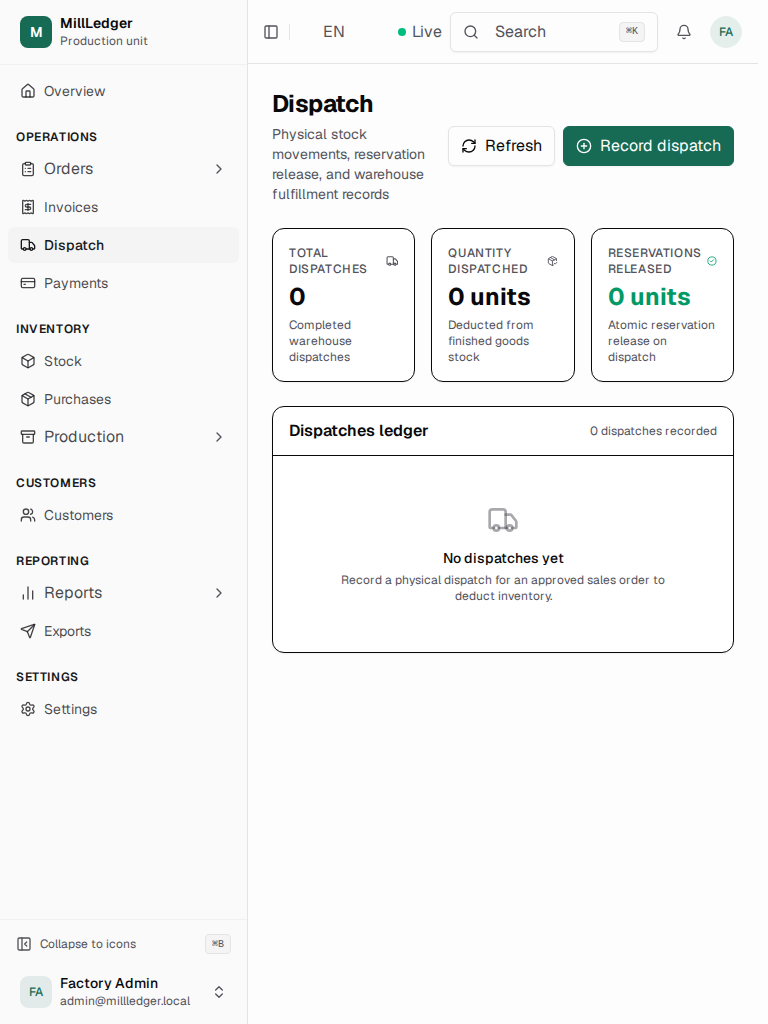 M
MillLedger
Production unit
Overview
OPERATIONS
Orders
Invoices
Dispatch
Payments
INVENTORY
Stock
Purchases
Production
CUSTOMERS
Customers
REPORTING
Reports
Exports
SETTINGS
Settings
Collapse to icons ⌘B
FA
Factory Admin
admin@millledger.local
EN
Live
Search ⌘K
FA
Dispatch
Physical stock
movements, reservation
release, and warehouse
fulfillment records
Refresh
Record dispatch
TOTAL
DISPATCHES
0
Completed
warehouse
dispatches
QUANTITY
DISPATCHED
0 units
Deducted from
finished goods
stock
RESERVATIONS
RELEASED
0 units
Atomic reservation
release on
dispatch
Dispatches ledger
0 dispatches recorded
No dispatches yet
Record a physical dispatch for an approved sales order to
deduct inventory.